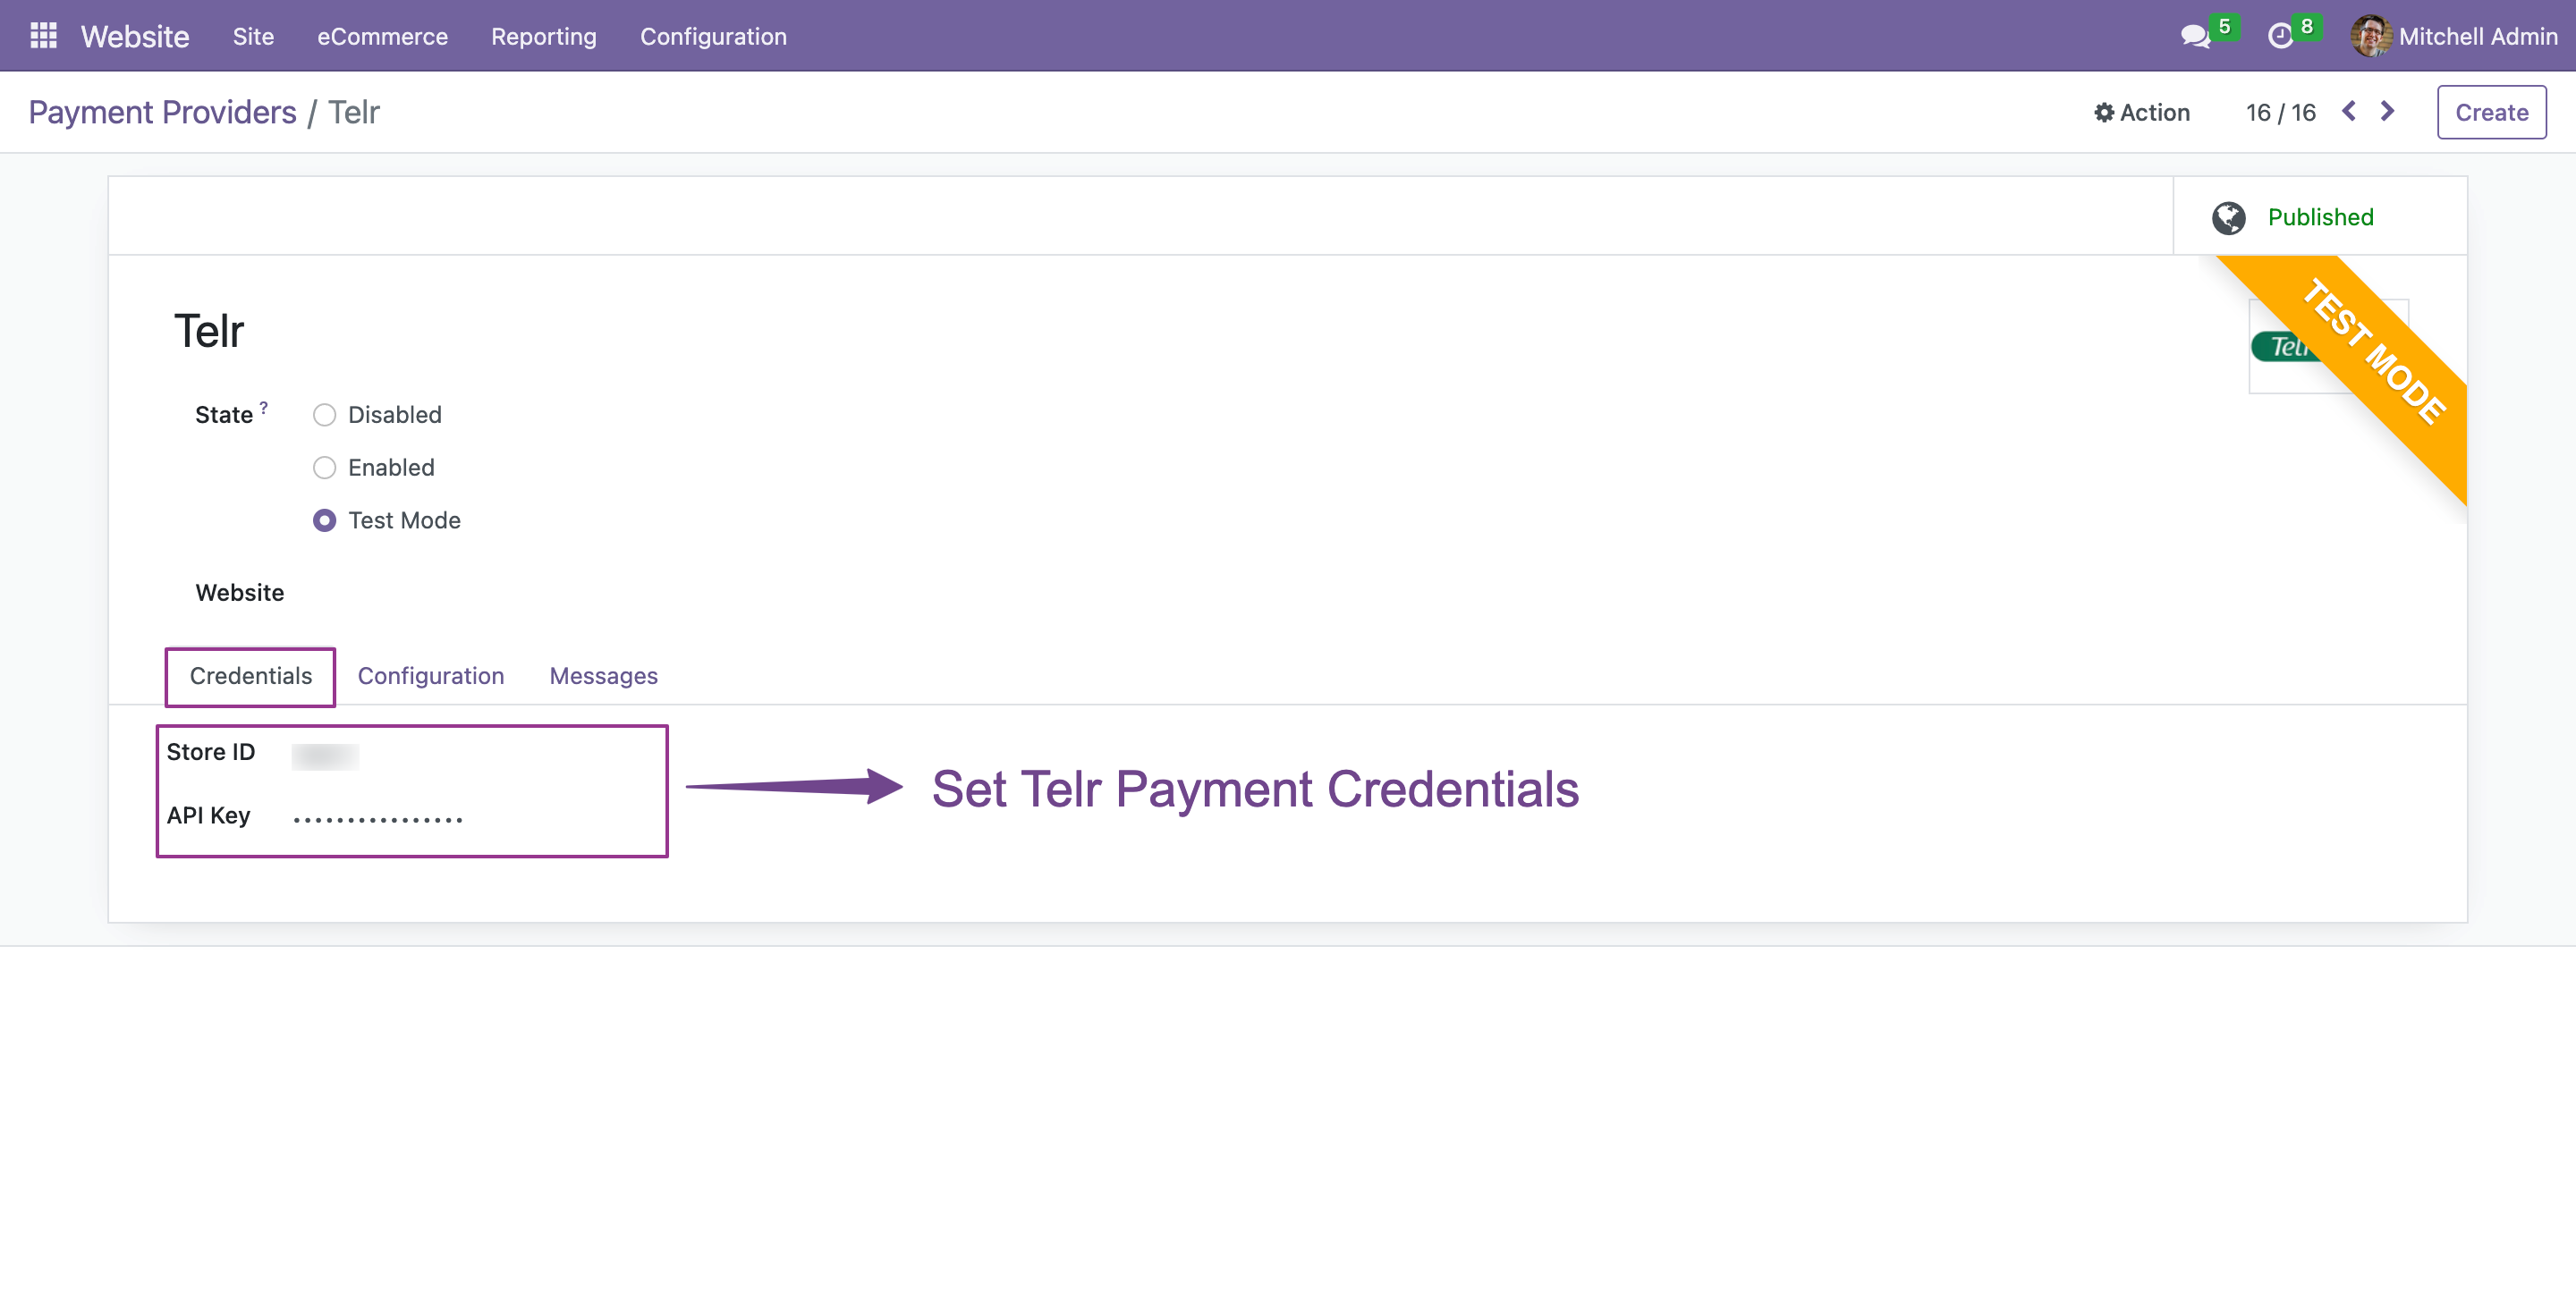 Website Site eCommerce Reporting Configuration 5 8 Mitchell Admin
Payment Providers / Telr Action 16 / 16 Create
Published
TEST MODE
Telr
Telr
State ? Disabled
Enabled
Test Mode
Website
Credentials Configuration Messages
Store ID
API Key ................
Set Telr Payment Credentials